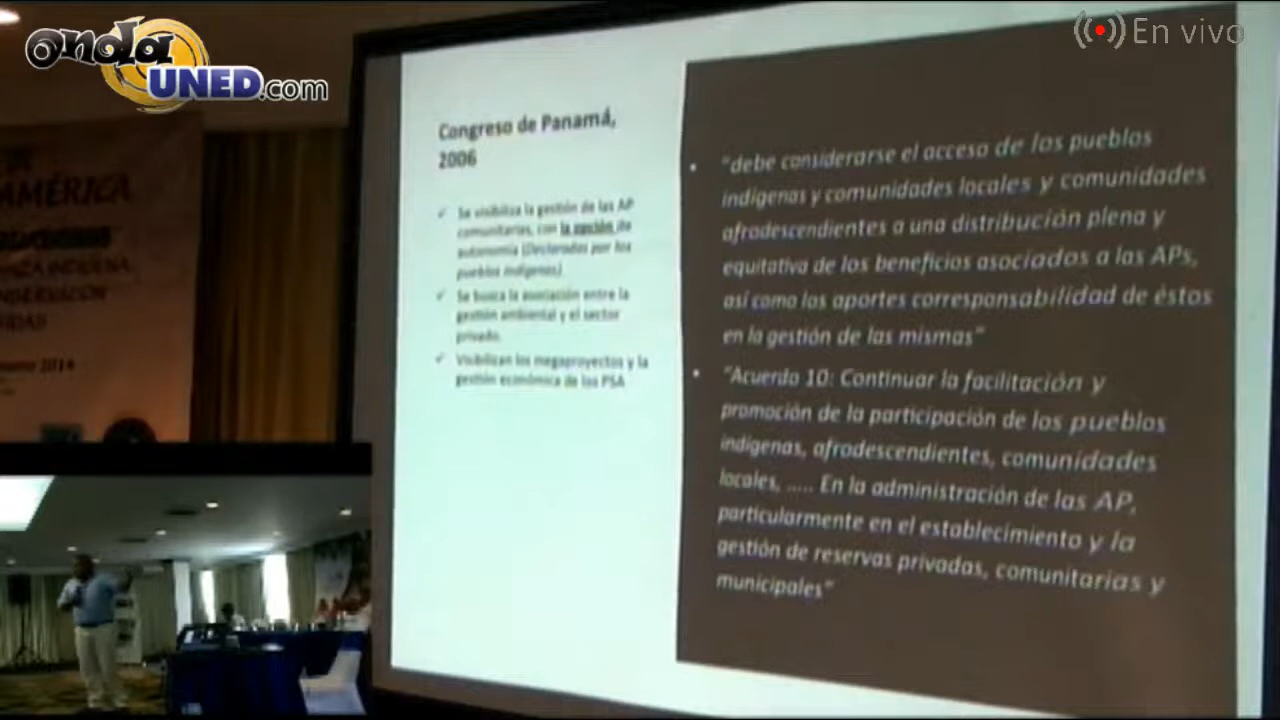 onda
UNED.com
En vivo
AMÉRICA
2014
Congreso de Panamá,
2006
✓ Se visibiliza la gestión de las AP
comunitarias, con la opción de
autonomía (Declaradas por los
pueblos indígenas)
✓ Se busca la asociación entre la
gestión ambiental y el sector
privado.
✓ Visibilizan los megaproyectos y la
gestión económica de los PSA
• "debe considerarse el acceso de los pueblos
indígenas y comunidades locales y comunidades
afrodescendientes a una distribución plena y
equitativa de los beneficios asociados a las APs,
así como los aportes corresponsabilidad de éstos
en la gestión de las mismas"
• "Acuerdo 10: Continuar la facilitación y
promoción de la participación de los pueblos
indígenas, afrodescendientes, comunidades
locales, ..... En la administración de las AP,
particularmente en el establecimiento y la
gestión de reservas privadas, comunitarias y
municipales"